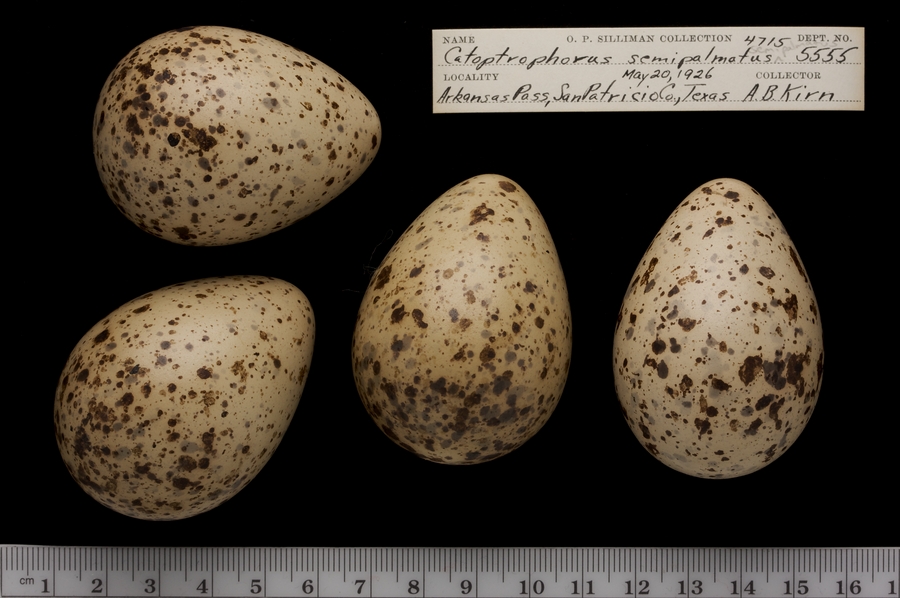 NAME O. P. SILLIMAN COLLECTION 4715 DEPT. NO.
Catoptrophorus semipalmatus 5555
LOCALITY May 20, 1926 COLLECTOR
Arkansas Pass, San Patricio Co., Texas A.B. Kirn
cm 1 2 3 4 5 6 7 8 9 10 11 12 13 14 15 16 1